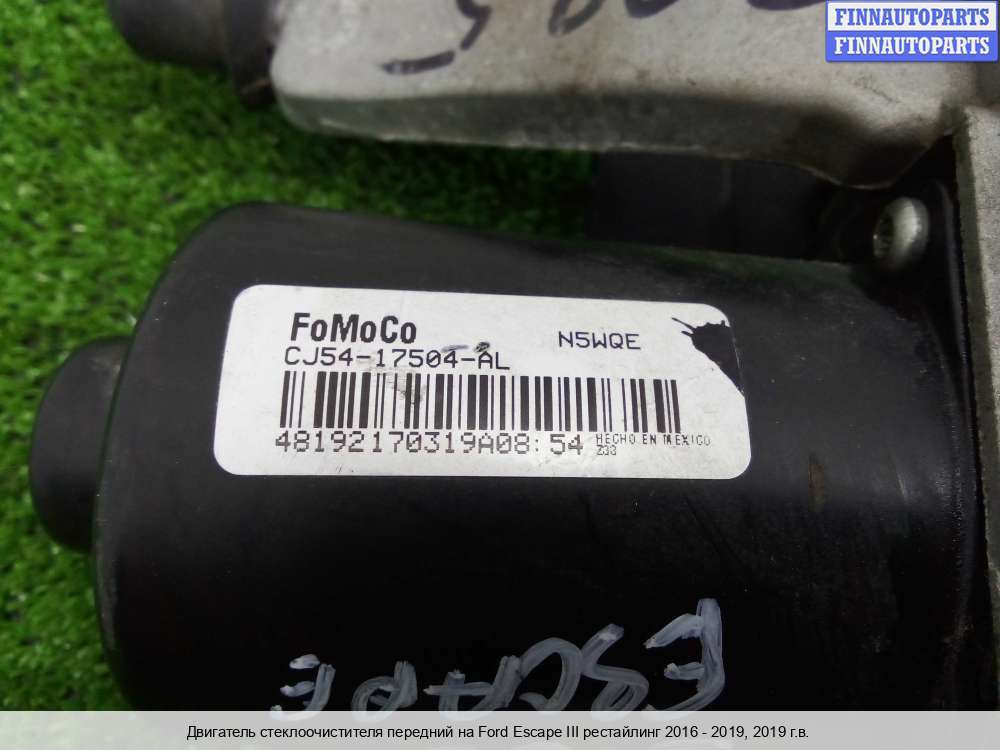 FINNAUTOPARTS
FINNAUTOPARTS
FoMoCo
N5WQE
CJ54-17504-AL
48192170319A08:54
HECHO EN MEXICO
Z33
ESCAPE
Двигатель стеклоочистителя передний на Ford Escape III рестайлинг 2016 - 2019, 2019 г.в.